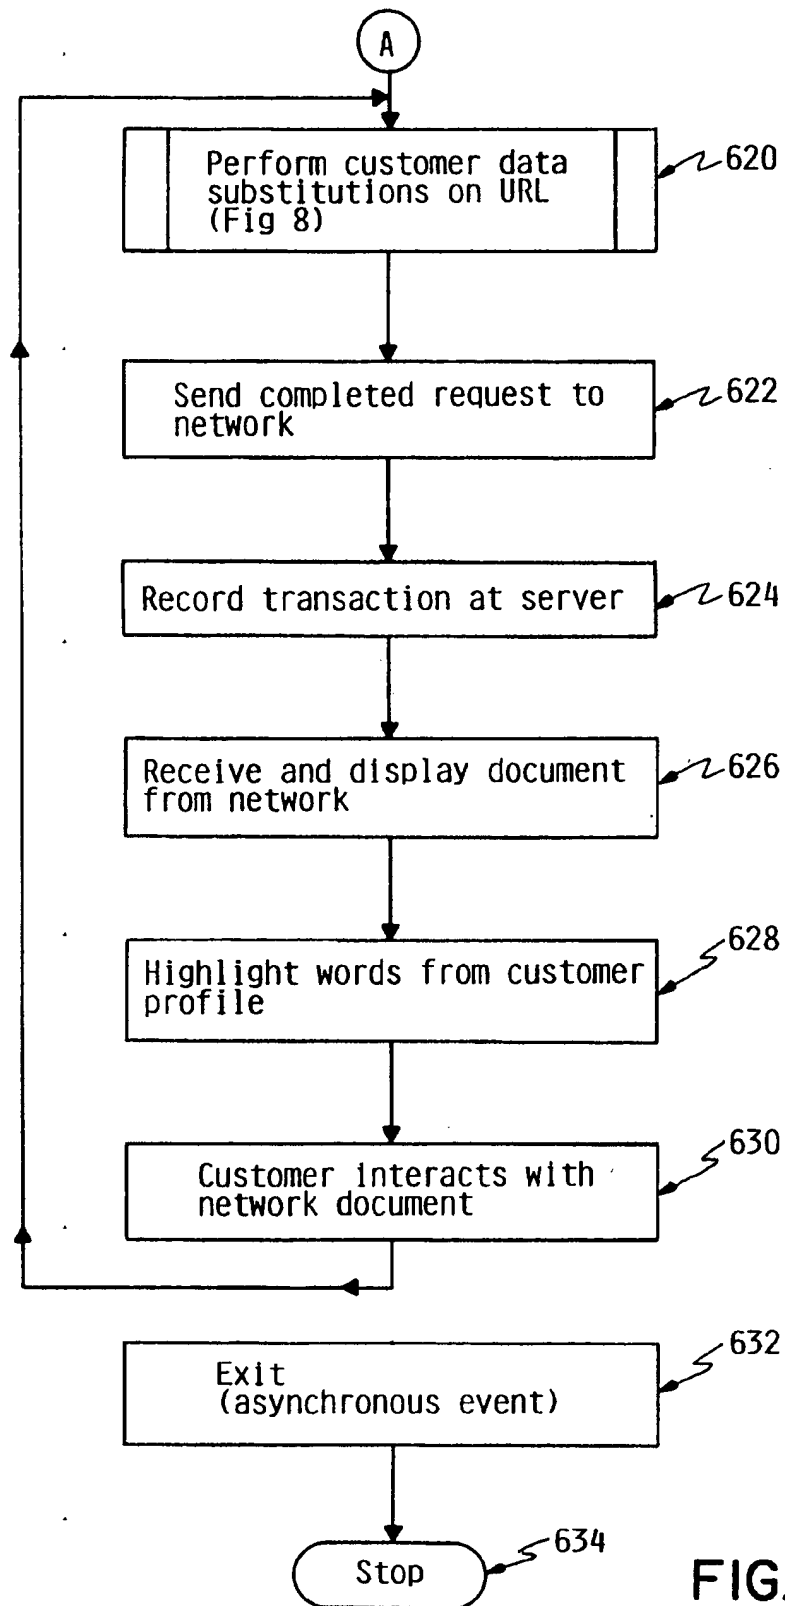 A
Perform customer data
substitutions on URL
(Fig 8)
620
Send completed request to
network
622
Record transaction at server
624
Receive and display document
from network
626
Highlight words from customer
profile
628
Customer interacts with
network document
630
Exit
(asynchronous event)
632
Stop
634
FIG.